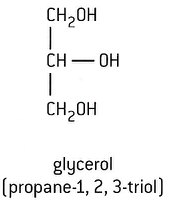 CH₂OH
CH — OH
CH₂OH
glycerol
(propane-1, 2, 3-triol)